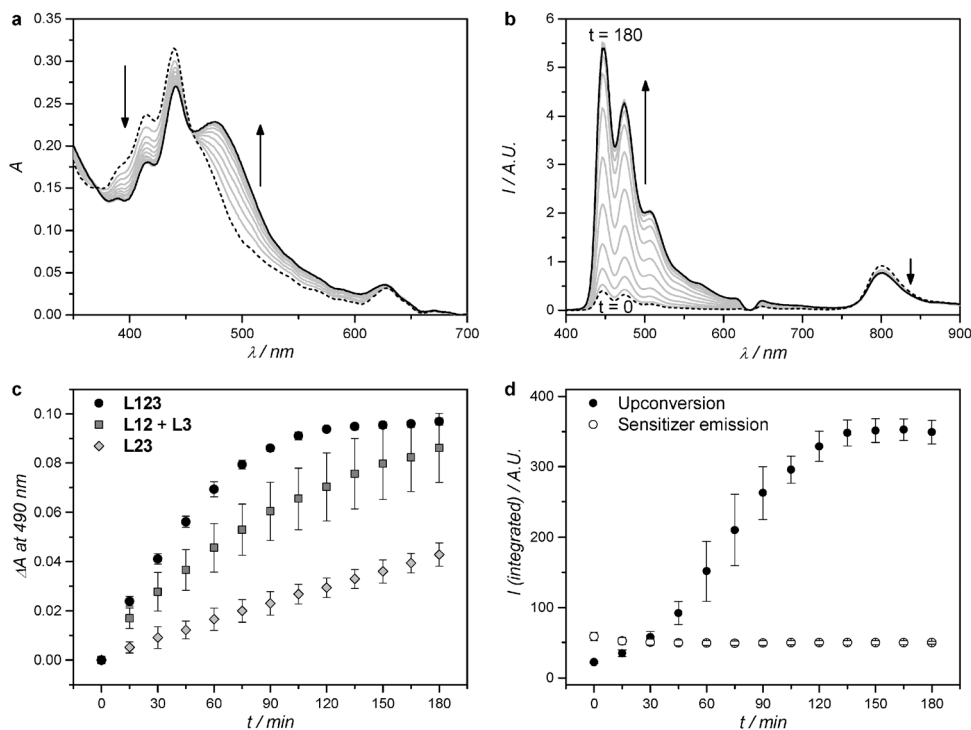 a
0.35
0.30
0.25
0.20
0.15
0.10
0.05
0.00
A
400
500
600
700
λ / nm
b
t = 180
t = 0
6
5
4
3
2
1
0
I / A.U.
400
500
600
700
800
900
λ / nm
c
L123
L12 + L3
L23
0.10
0.08
0.06
0.04
0.02
0.00
ΔA at 490 nm
0
30
60
90
120
150
180
t / min
d
Upconversion
Sensitizer emission
400
300
200
100
0
I (integrated) / A.U.
0
30
60
90
120
150
180
t / min